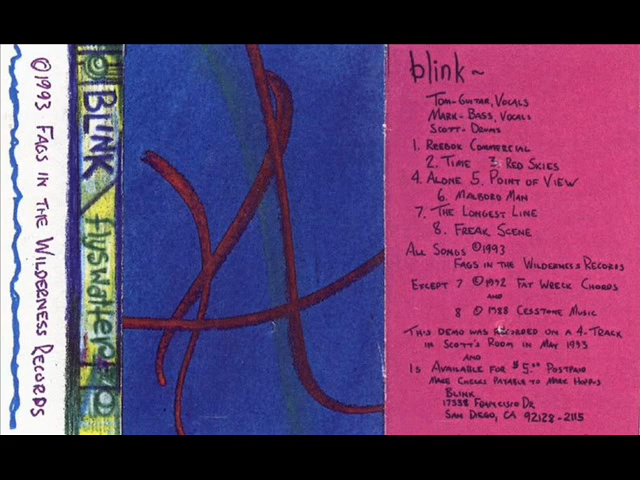 ©1993 FAGS IN THE WILDERNESS RECORDS
BLINK
flyswatter
blink ~
TOM-GUITAR, VOCALS
MARK-BASS, VOCALS
SCOTT-DRUMS
1. REEBOK COMMERCIAL
2. TIME 3. RED SKIES
4. ALONE 5. POINT OF VIEW
6. MALBORO MAN
7. THE LONGEST LINE
8. FREAK SCENE
ALL SONGS ©1993
FAGS IN THE WILDERNESS RECORDS
EXCEPT 7 ©1992 FAT WRECK CHORDS
AND
8 © 1988 CESSTONE MUSIC
THIS DEMO WAS RECORDED ON A 4-TRACK
IN SCOTT'S ROOM IN MAY 1993
AND
IS AVAILABLE FOR $5.00 POSTPAID
MAKE CHECKS PAYABLE TO MARK HOPPUS
BLINK
FRANCISCO DR
SAN DIEGO, CA 92128-2115